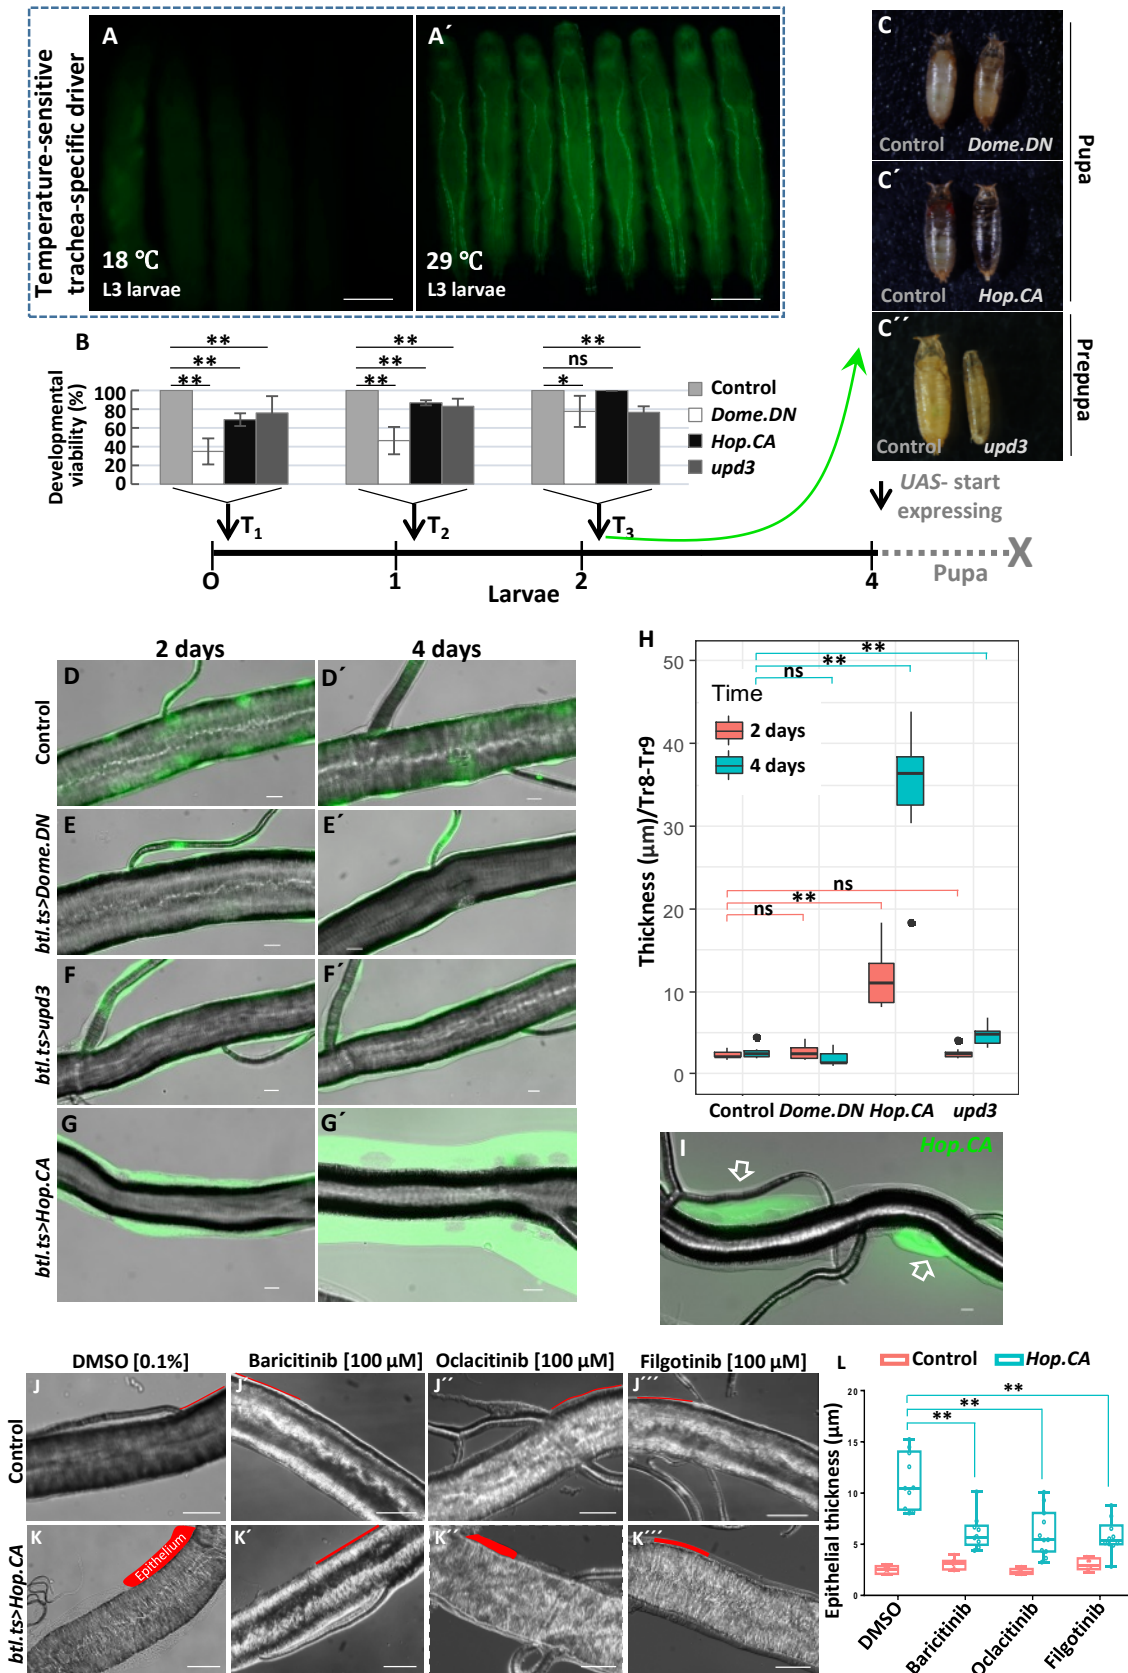 Temperature-sensitive
trachea-specific driver
A
18 ℃
L3 larvae
A´
29 ℃
L3 larvae
C
Control
Dome.DN
C´
Control
Hop.CA
Pupa
C´´
Control
upd3
Prepupa
B
Developmental
viability (%)
100
80
60
40
20
0
**
**
**
**
**
**
**
ns
*
Control
Dome.DN
Hop.CA
upd3
T1
T2
T3
UAS- start
expressing
0
1
2
4
Larvae
Pupa
X
2 days
4 days
Control
D
D´
btl.ts>Dome.DN
E
E´
btl.ts>upd3
F
F´
btl.ts>Hop.CA
G
G´
H
Thickness (μm)/Tr8-Tr9
50
40
30
20
10
0
**
**
ns
Time
2 days
4 days
ns
**
ns
Control
Dome.DN
Hop.CA
upd3
I
Hop.CA
DMSO [0.1%]
Baricitinib [100 μM]
Oclacitinib [100 μM]
Filgotinib [100 μM]
Control
J
J´
J´´
J´´´
btl.ts>Hop.CA
K
Epithelium
K´
K´´
K´´´
L
Control
Hop.CA
Epithelial thickness (μm)
20
15
10
5
0
**
**
**
DMSO
Baricitinib
Oclacitinib
Filgotinib